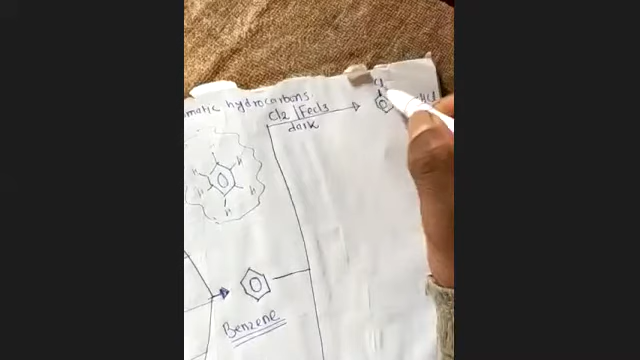 matic hydrocarbons.
Cl2 | FeCl3
dark
Cl
HCl
H
H
H
H
H
Benzene